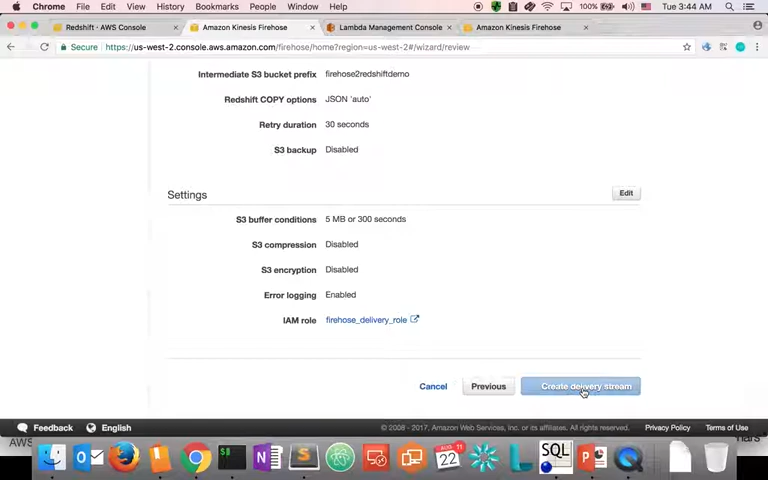 Chrome File Edit View History Bookmarks People Window Help 100% Tue 3:44 AM
Redshift · AWS Console Amazon Kinesis Firehose Lambda Management Console Amazon Kinesis Firehose
Secure https://us-west-2.console.aws.amazon.com/firehose/home?region=us-west-2#/wizard/review
Intermediate S3 bucket prefix firehose2redshiftdemo
Redshift COPY options JSON 'auto'
Retry duration 30 seconds
S3 backup Disabled
Settings Edit
S3 buffer conditions 5 MB or 300 seconds
S3 compression Disabled
S3 encryption Disabled
Error logging Enabled
IAM role firehose_delivery_role
Cancel Previous Create delivery stream
Feedback English © 2008 - 2017, Amazon Web Services, Inc. or its affiliates. All rights reserved. Privacy Policy Terms of Use
AWS
AUG 11
22
SQL